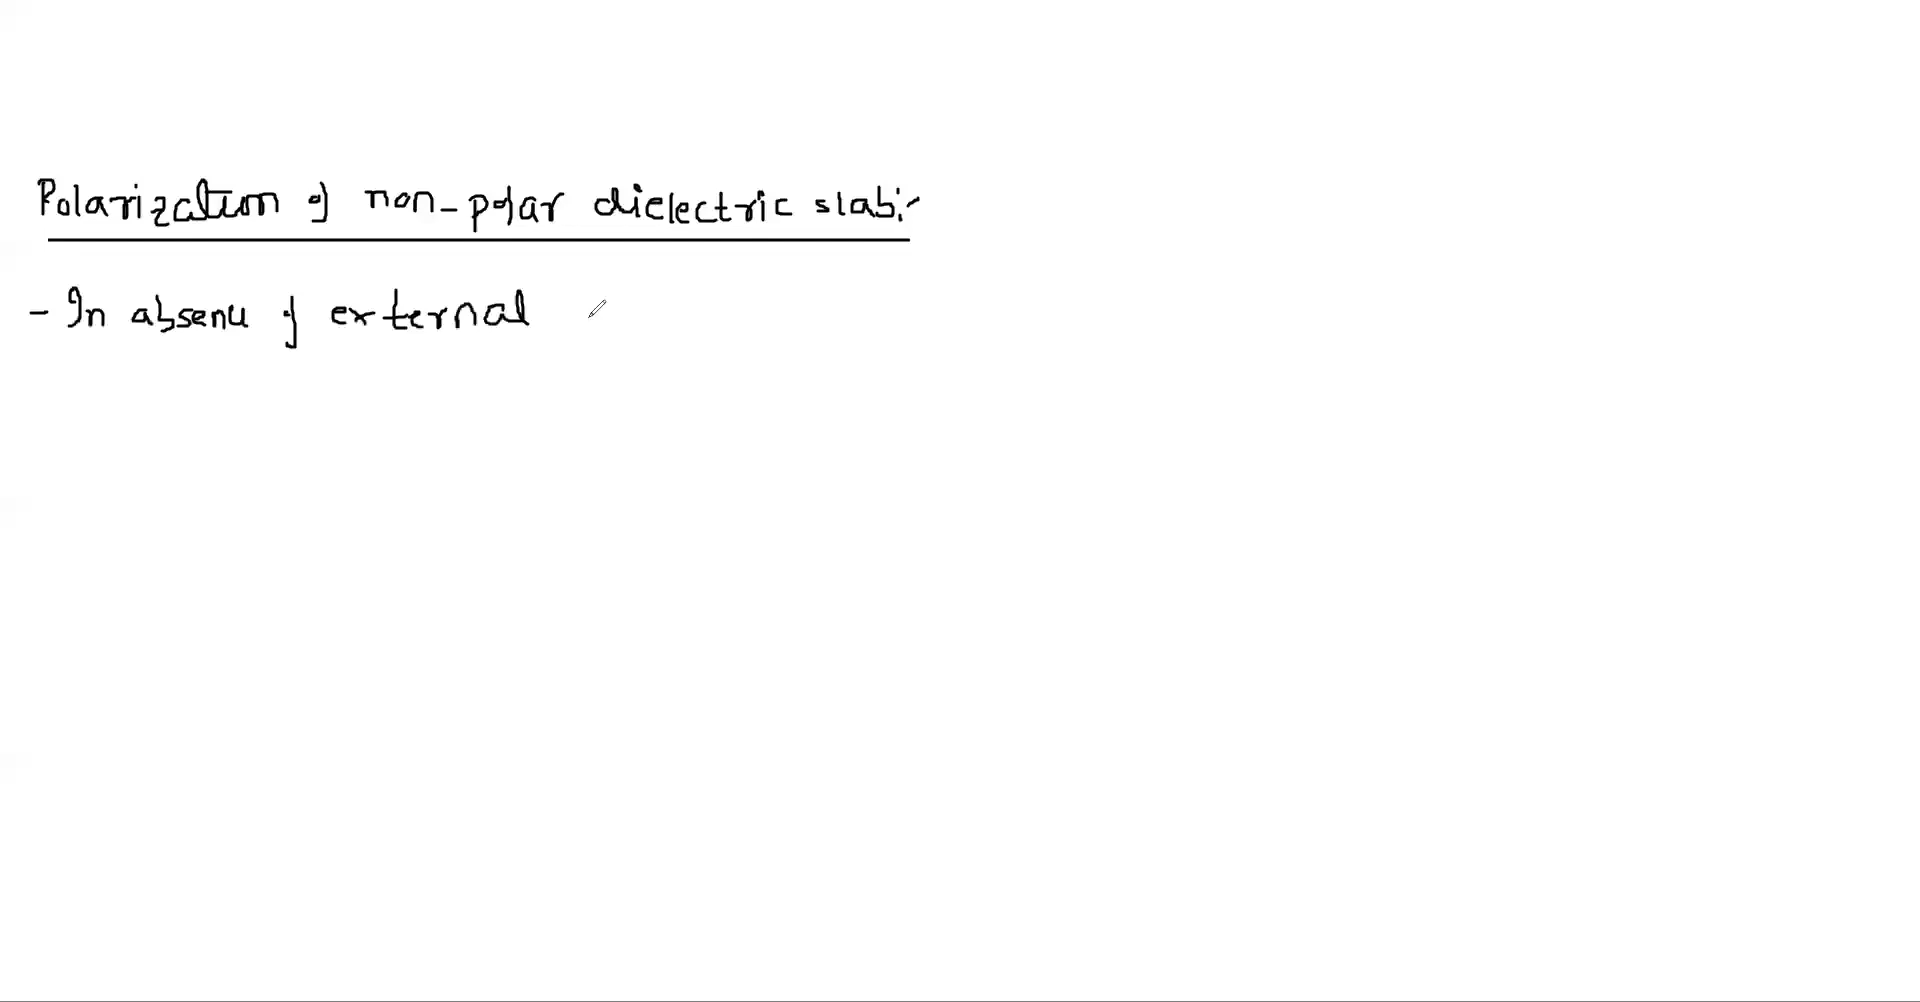 Polarization of non-polar dielectric slab:-
- In absence of external